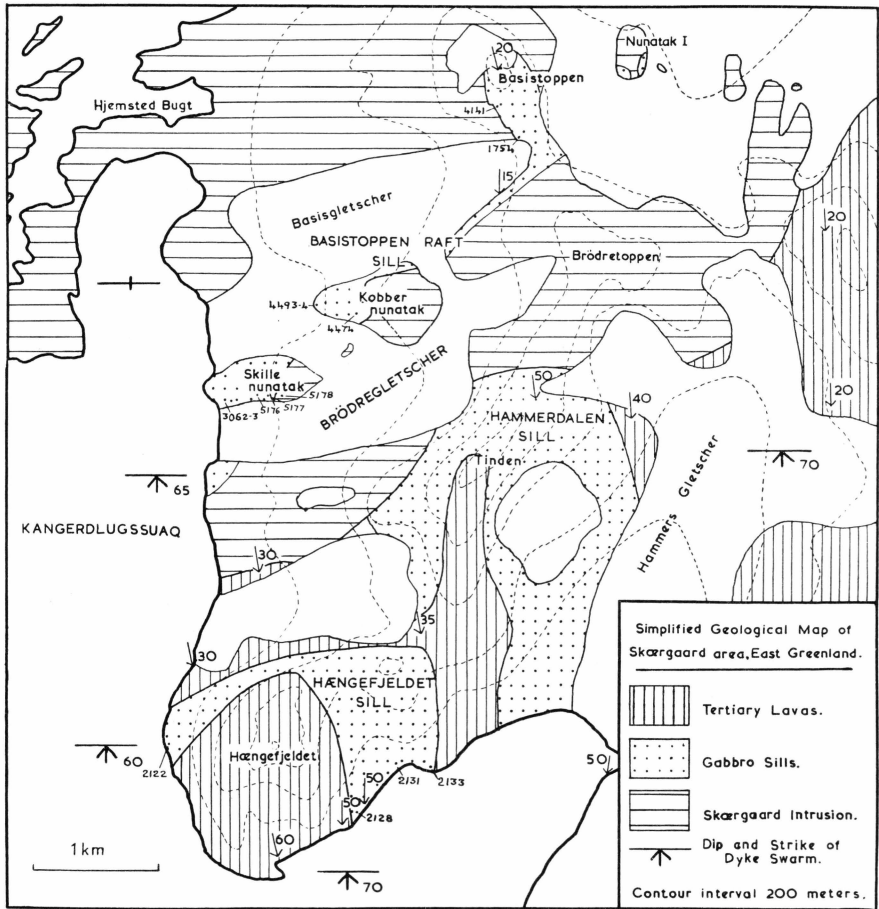 20
Nunatak I
Basistoppen
Hjemsted Bugt
4141
1754
15
Basisgletscher
20
BASISTOPPEN RAFT
SILL
Brödretoppen
4493·4
Kobber
nunatak
4474
Skille
nunatak
5178
5177
5176
3062-3
BRÖDREGLETSCHER
50
40
20
HAMMERDALEN
SILL
Tinden
Hammers Gletscher
70
65
KANGERDLUGSSUAQ
30
35
30
HÆNGEFJELDET
SILL
Hængefjeldet
60
2122
50
2131
2133
50
50
2128
60
70
1 km
Simplified Geological Map of
Skærgaard area, East Greenland.
Tertiary Lavas.
Gabbro Sills.
Skærgaard Intrusion.
Dip and Strike of
Dyke Swarm.
Contour interval 200 meters.